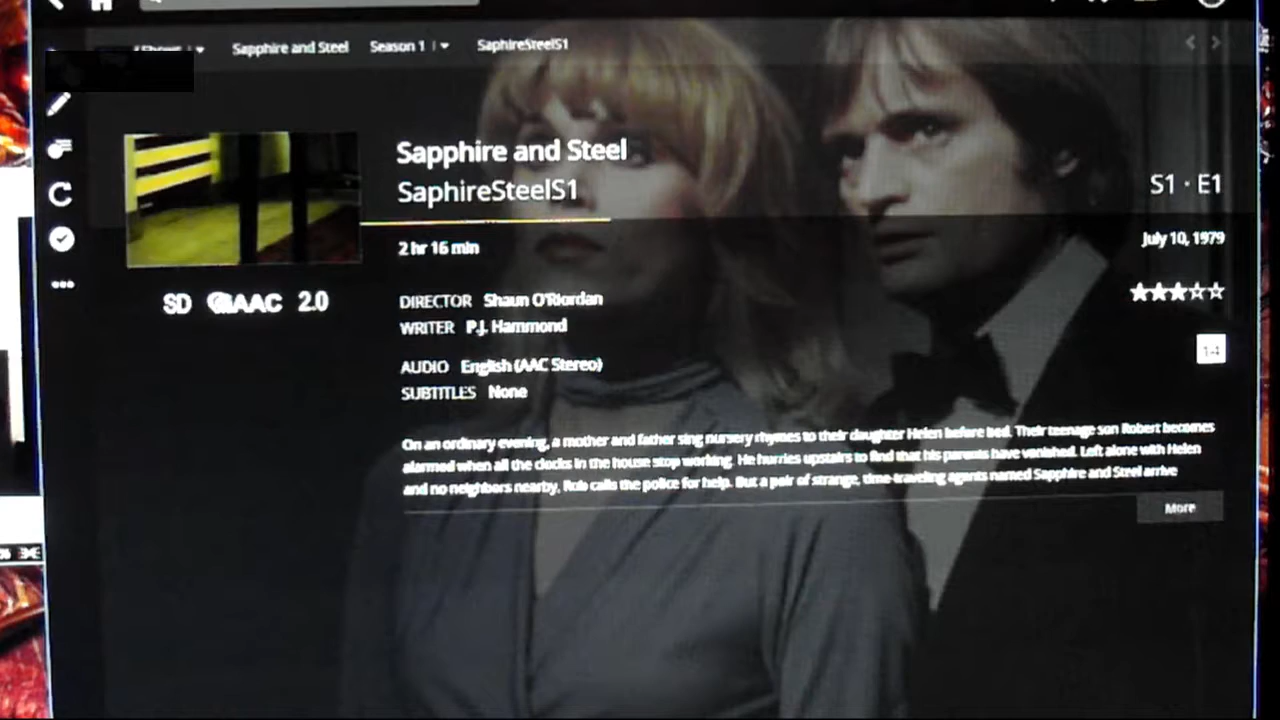 Sapphire and Steel Season 1 SaphireSteelS1
Sapphire and Steel
SaphireSteelS1
S1 · E1
2 hr 16 min
July 10, 1979
SD AAC 2.0
DIRECTOR Shaun O'Riordan
WRITER P.J. Hammond
14
AUDIO English (AAC Stereo)
SUBTITLES None
On an ordinary evening, a mother and father sing nursery rhymes to their daughter Helen before bed. Their teenage son Robert becomes
alarmed when all the clocks in the house stop working. He hurries upstairs to find that his parents have vanished. Left alone with Helen
and no neighbors nearby, Rob calls the police for help. But a pair of strange, time-traveling agents named Sapphire and Steel arrive
More